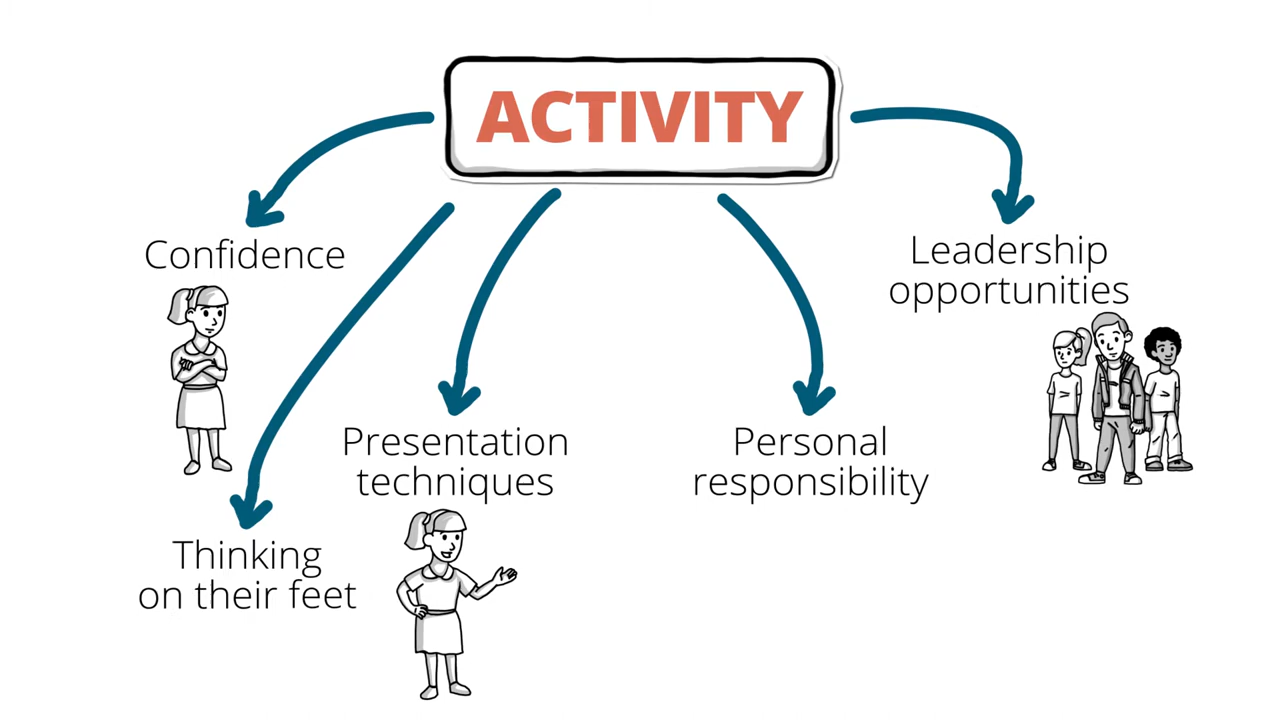 ACTIVITY
Confidence
Leadership
opportunities
Presentation
techniques
Personal
responsibility
Thinking
on their feet